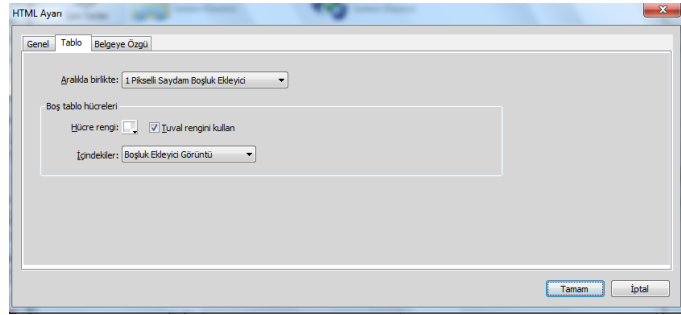 HTML Ayarı
Genel Tablo Belgeye Özgü
Aralıkla birlikte: 1 Pikselli Saydam Boşluk Ekleyici
Boş tablo hücreleri
Hücre rengi: Tuval rengini kullan
İçindekiler: Boşluk Ekleyici Görüntü
Tamam İptal